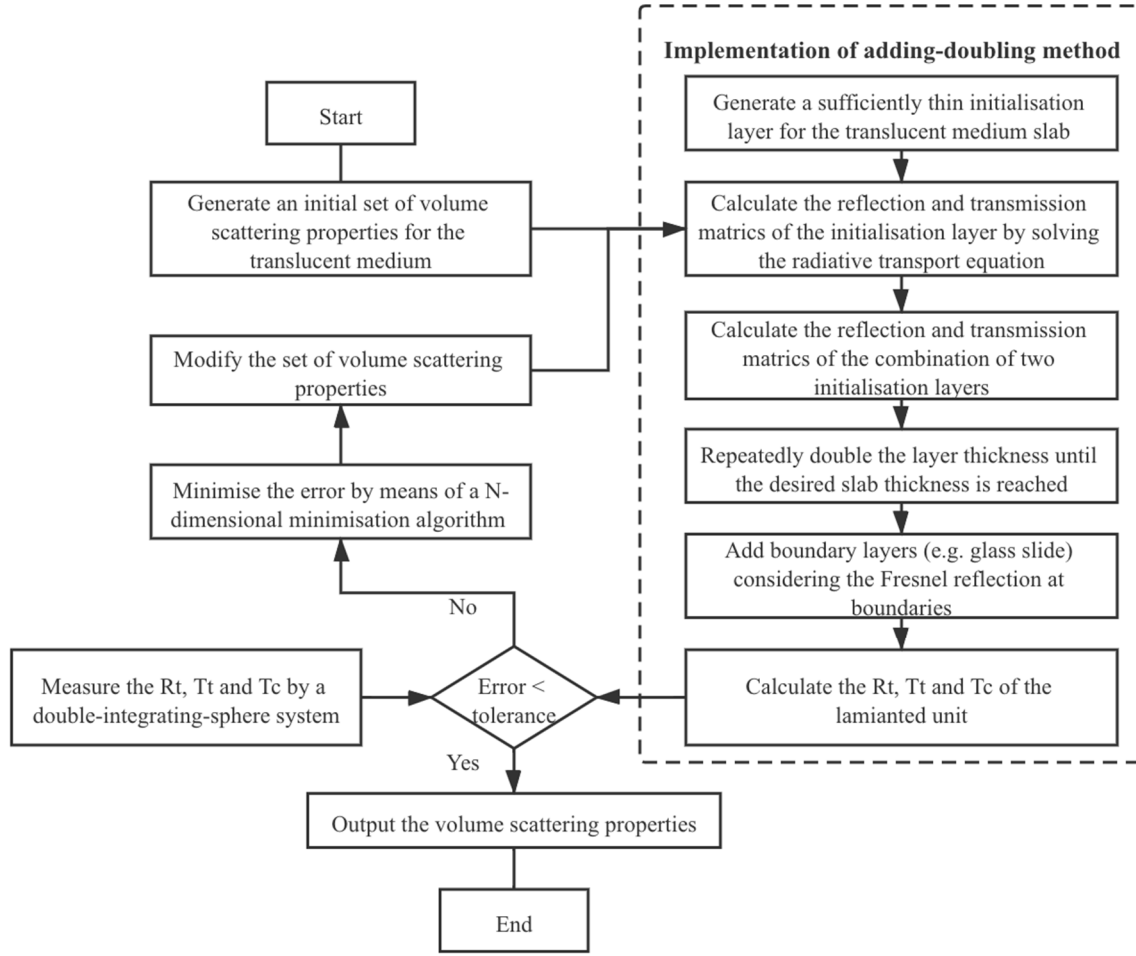 Implementation of adding-doubling method
Start
Generate a sufficiently thin initialisation
layer for the translucent medium slab
Generate an initial set of volume
scattering properties for the
translucent medium
Calculate the reflection and transmission
matrics of the initialisation layer by solving
the radiative transport equation
Modify the set of volume scattering
properties
Calculate the reflection and transmission
matrics of the combination of two
initialisation layers
Minimise the error by means of a N-
dimensional minimisation algorithm
Repeatedly double the layer thickness until
the desired slab thickness is reached
Add boundary layers (e.g. glass slide)
considering the Fresnel reflection at
boundaries
No
Measure the Rt, Tt and Tc by a
double-integrating-sphere system
Error <
tolerance
Calculate the Rt, Tt and Tc of the
lamianted unit
Yes
Output the volume scattering properties
End